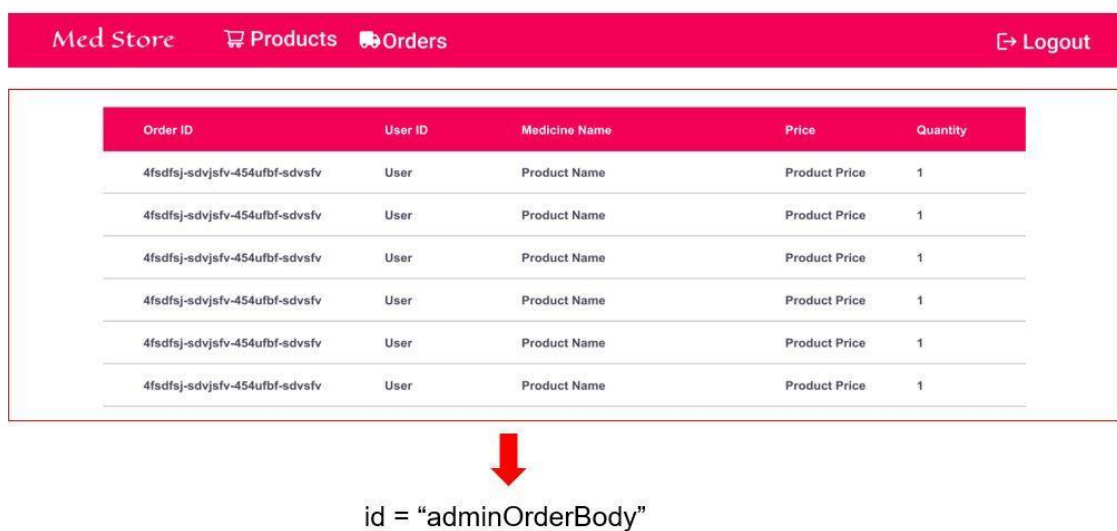 Med Store Products Orders Logout
Order ID User ID Medicine Name Price Quantity
4fsdfsj-sdvjsfv-454ufbf-sdvsfv User Product Name Product Price 1
4fsdfsj-sdvjsfv-454ufbf-sdvsfv User Product Name Product Price 1
4fsdfsj-sdvjsfv-454ufbf-sdvsfv User Product Name Product Price 1
4fsdfsj-sdvjsfv-454ufbf-sdvsfv User Product Name Product Price 1
4fsdfsj-sdvjsfv-454ufbf-sdvsfv User Product Name Product Price 1
4fsdfsj-sdvjsfv-454ufbf-sdvsfv User Product Name Product Price 1
id = “adminOrderBody”